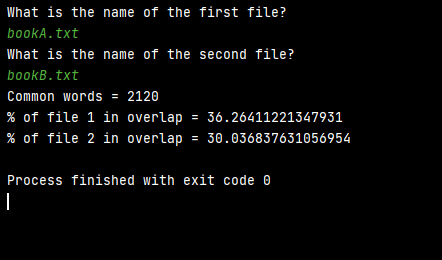 What is the name of the first file?
bookA.txt
What is the name of the second file?
bookB.txt
Common words = 2120
% of file 1 in overlap = 36.26411221347931
% of file 2 in overlap = 30.036837631056954
Process finished with exit code 0